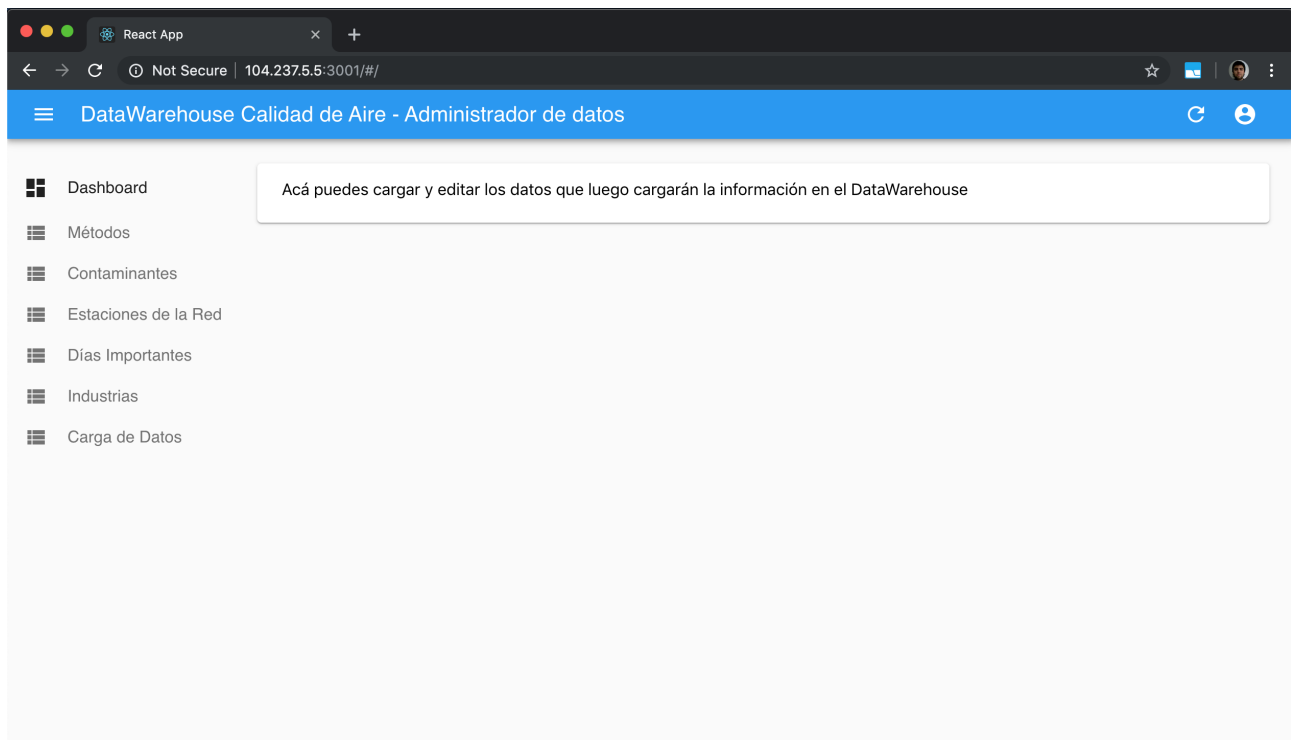 React App
Not Secure | 104.237.5.5:3001/#/
DataWarehouse Calidad de Aire - Administrador de datos
Dashboard
Acá puedes cargar y editar los datos que luego cargarán la información en el DataWarehouse
Métodos
Contaminantes
Estaciones de la Red
Días Importantes
Industrias
Carga de Datos